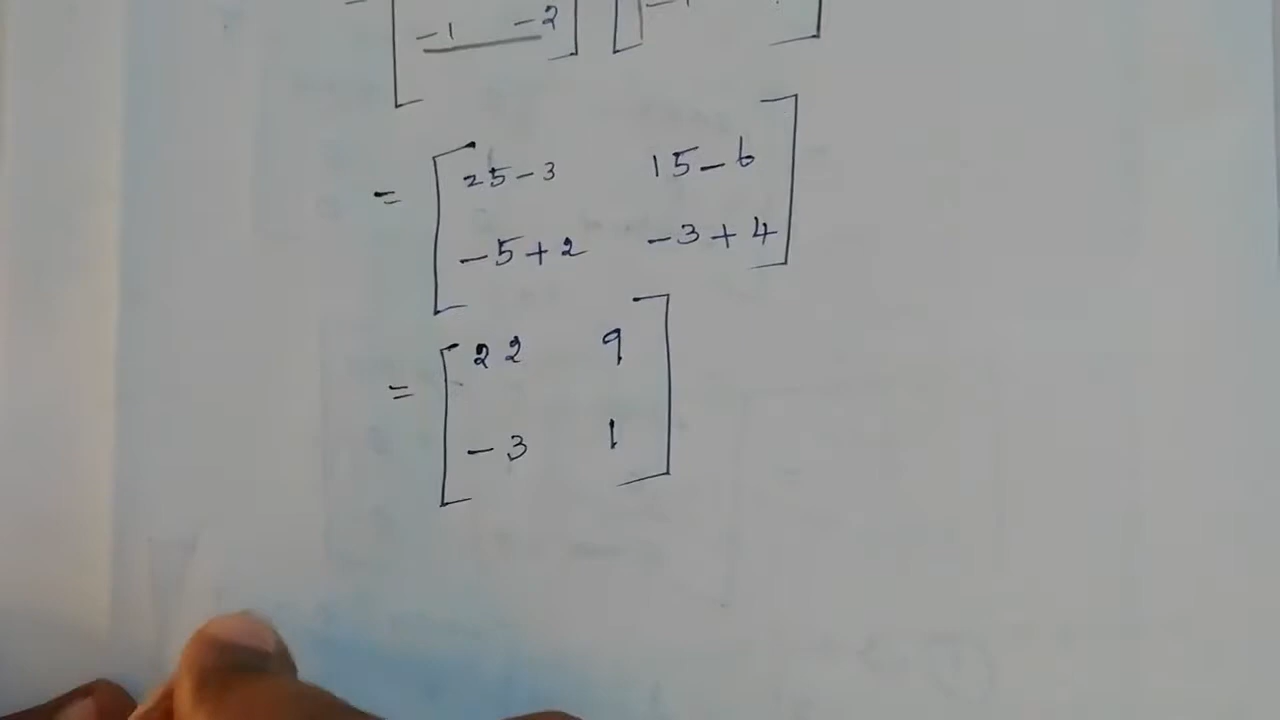 -1 -2
= 25-3 15-6
-5+2 -3+4
= 22 9
-3 1